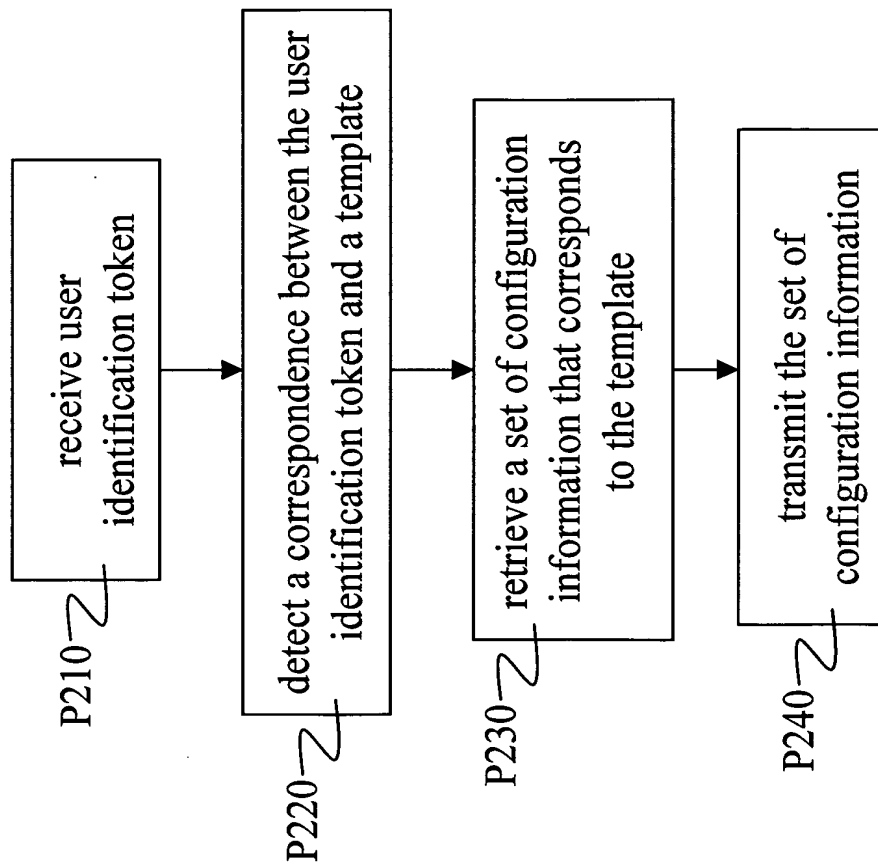 P210
receive user
identification token
P220
detect a correspondence between the user
identification token and a template
P230
retrieve a set of configuration
information that corresponds
to the template
P240
transmit the set of
configuration information